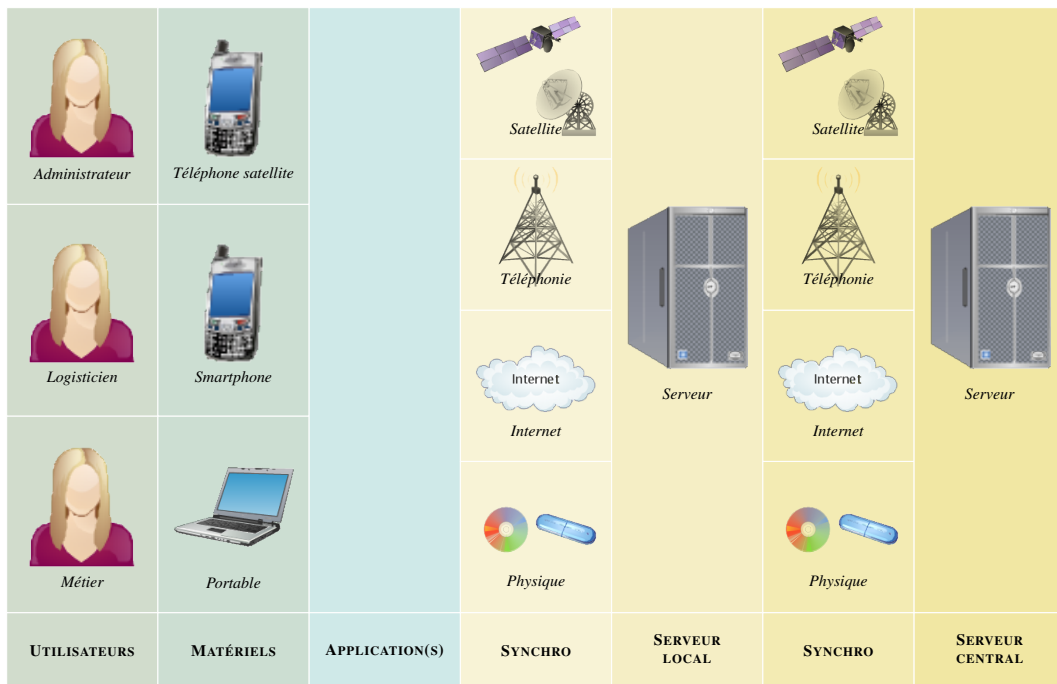 Administrateur
Téléphone satellite
Logisticien
Smartphone
Métier
Portable
Satellite
Téléphonie
Internet
Internet
Physique
Serveur
Satellite
Téléphonie
Internet
Internet
Physique
Serveur
UTILISATEURS
MATÉRIELS
APPLICATION(S)
SYNCHRO
SERVEUR
LOCAL
SYNCHRO
SERVEUR
CENTRAL